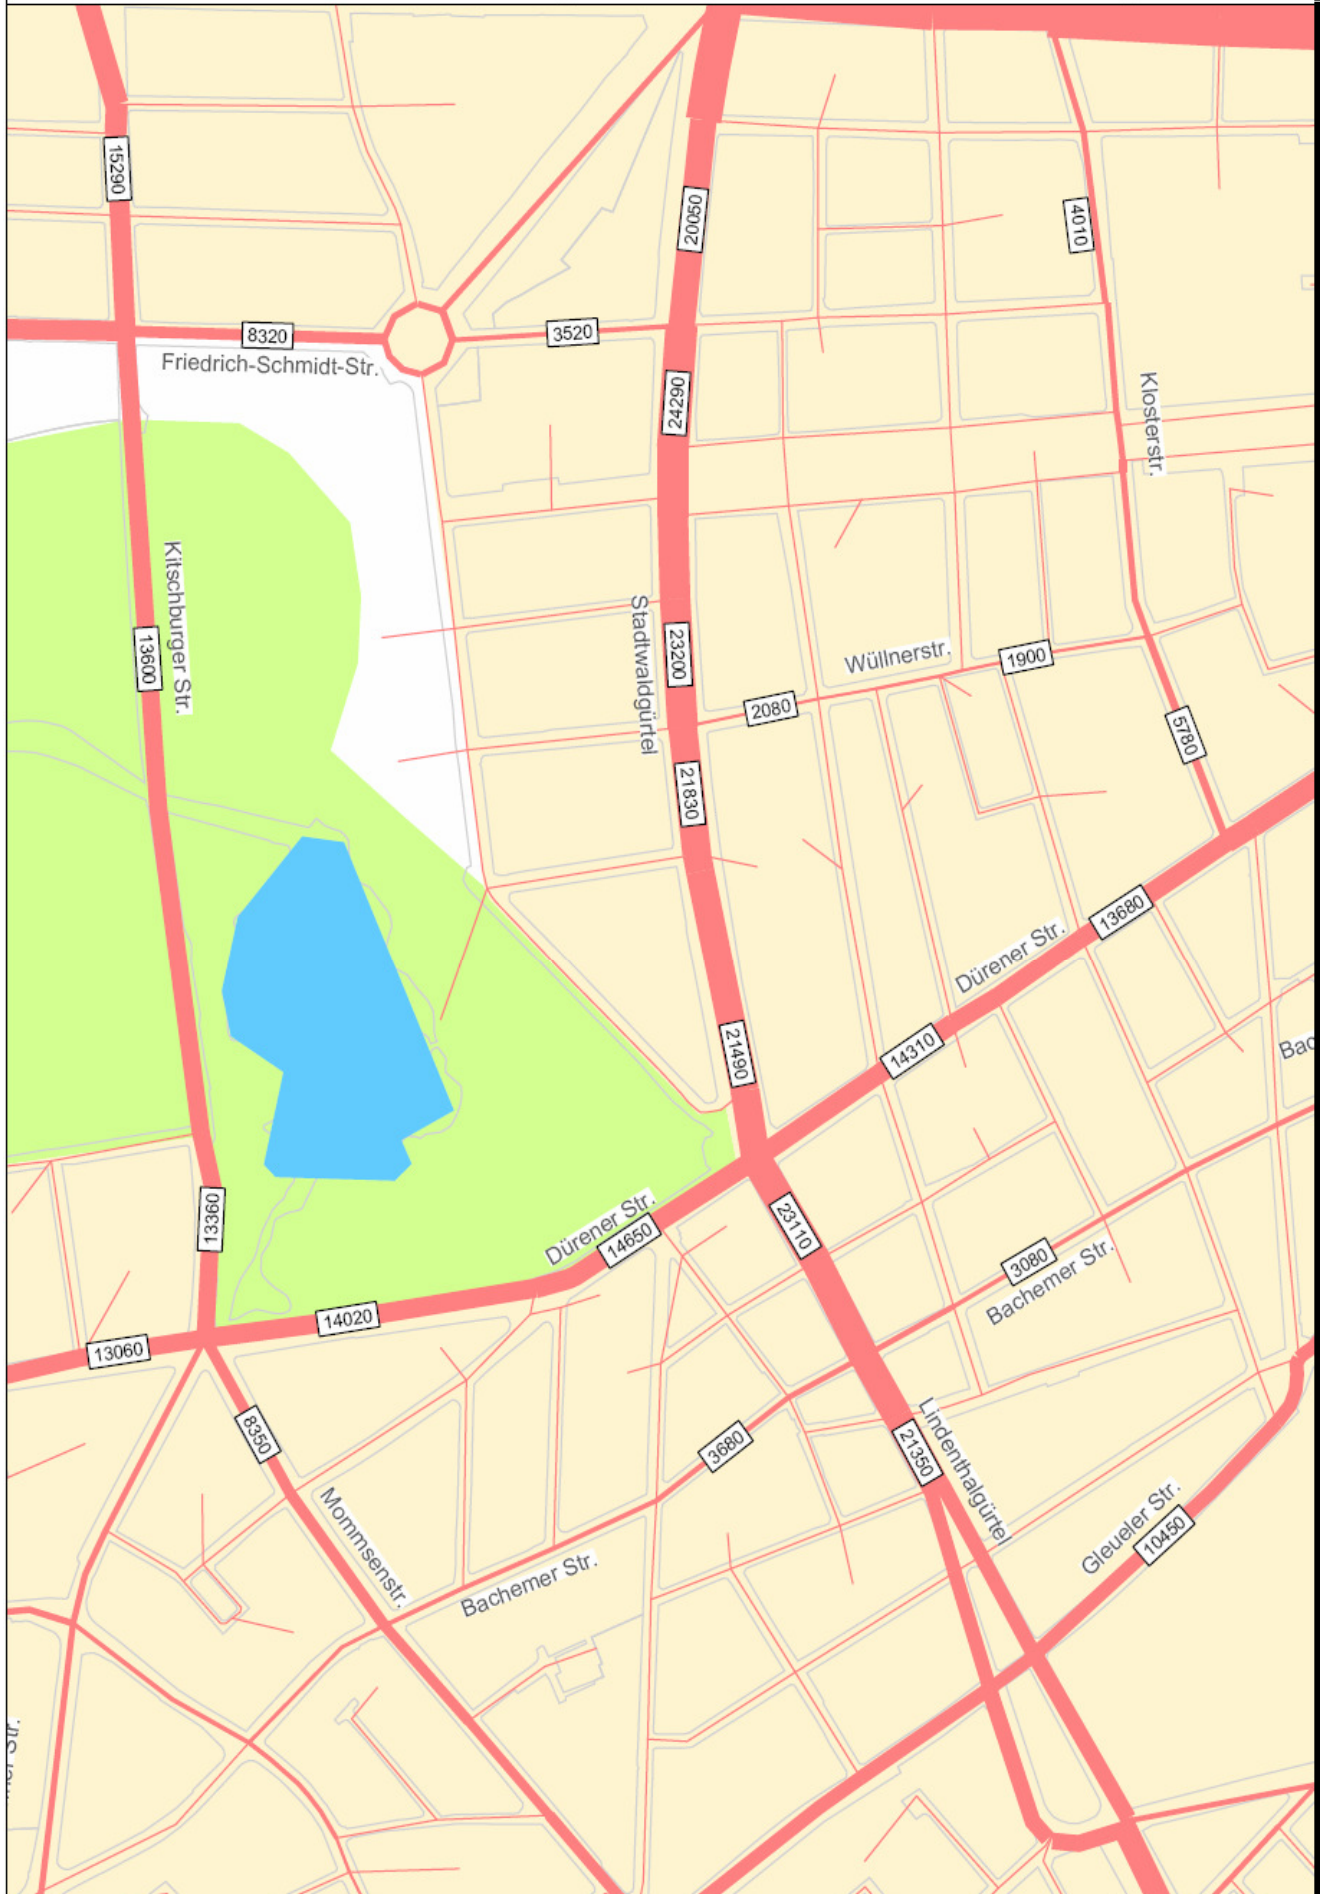 15290
20050
4010
8320
3520
Friedrich-Schmidt-Str.
24290
Klosterstr.
Kitschburger Str.
13600
Stadtwaldgürtel
23200
Wüllnerstr.
1900
2080
5780
21830
13680
Dürener Str.
14310
21490
Bac
13360
Dürener Str.
14650
23110
3080
Bachemer Str.
14020
13060
8350
3680
Lindenthalgürtel
21350
Mommsenstr.
Gleueler Str.
10450
Bachemer Str.
Str.